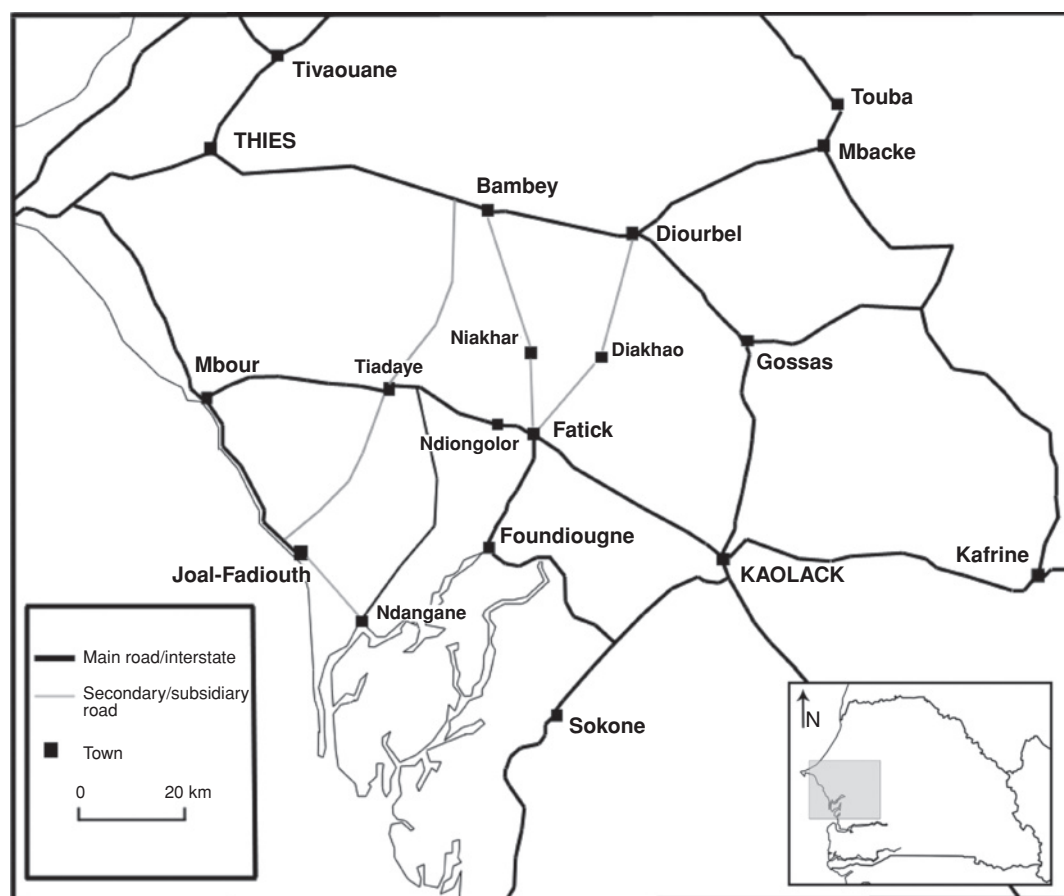 Tivaouane
Touba
THIES
Mbacke
Bambey
Diourbel
Niakhar
Diakhao
Mbour
Tiadaye
Gossas
Ndiongolor
Fatick
Foundiougne
Joal-Fadiouth
KAOLACK
Kafrine
Ndangane
Main road/interstate
Secondary/subsidiary
road
Town
0 20 km
Sokone
N